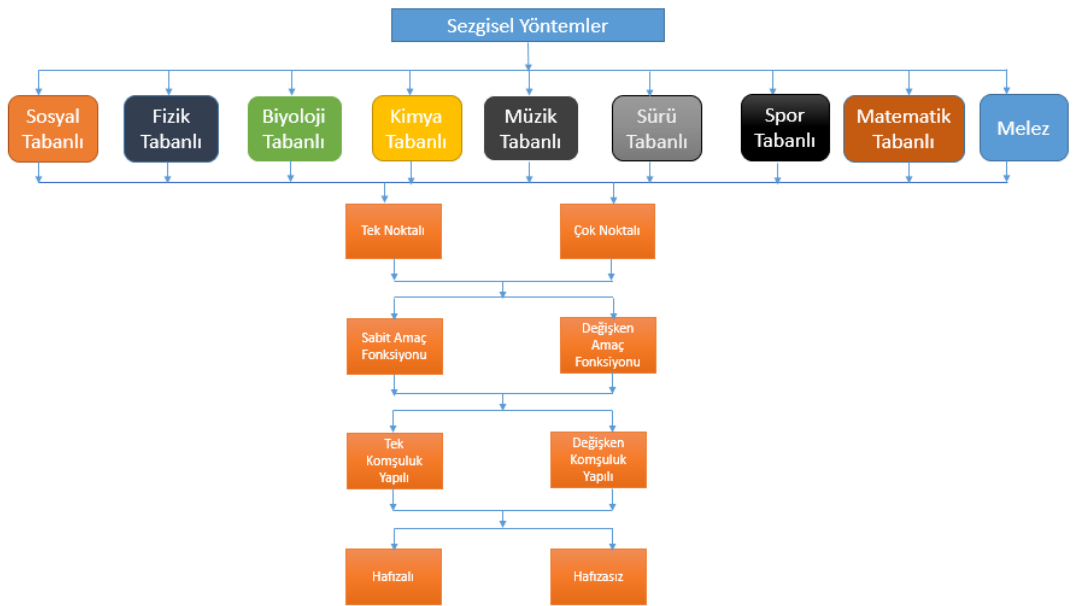 Sezgisel Yöntemler
Sosyal
Tabanlı
Fizik
Tabanlı
Biyoloji
Tabanlı
Kimya
Tabanlı
Müzik
Tabanlı
Sürü
Tabanlı
Spor
Tabanlı
Matematik
Tabanlı
Melez
Tek Noktalı
Çok Noktalı
Sabit Amaç
Fonksiyonu
Değişken
Amaç
Fonksiyonu
Tek
Komşuluk
Yapılı
Değişken
Komşuluk
Yapılı
Hafızalı
Hafızasız